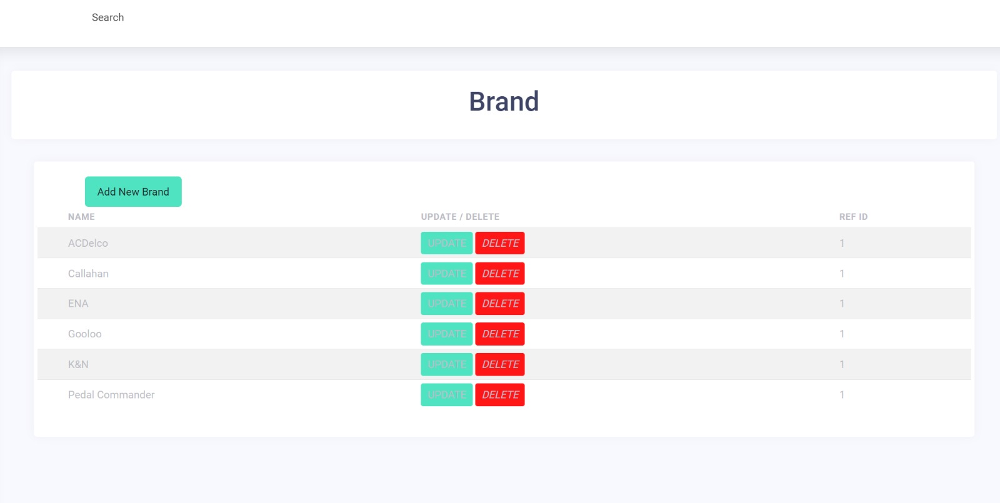 Search
Brand
Add New Brand
NAME UPDATE / DELETE REF ID
ACDelco UPDATE DELETE 1
Callahan UPDATE DELETE 1
ENA UPDATE DELETE 1
Gooloo UPDATE DELETE 1
K&N UPDATE DELETE 1
Pedal Commander UPDATE DELETE 1